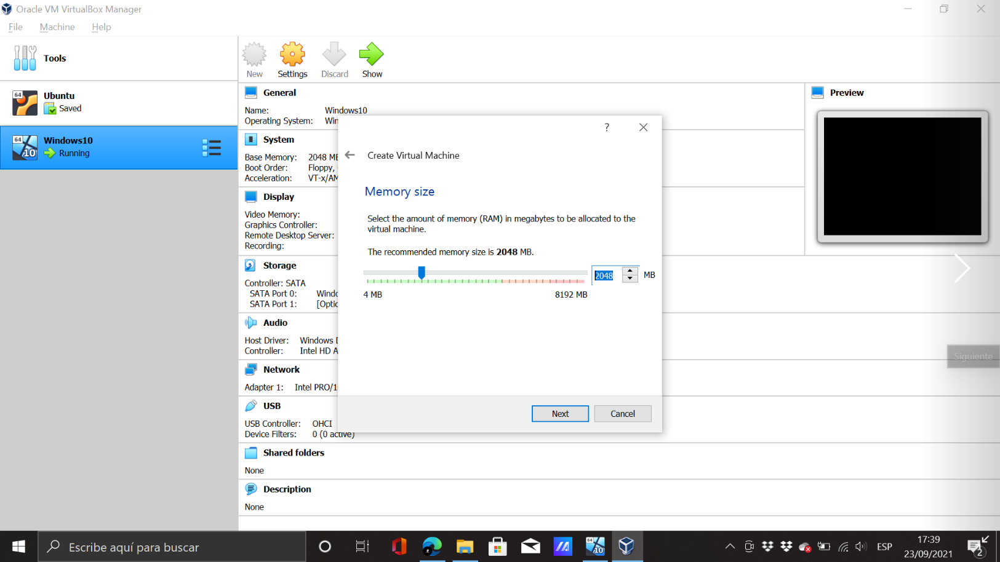 Oracle VM VirtualBox Manager
File Machine Help
Tools
New Settings Discard Show
64 Ubuntu
Saved
64 10 Windows10
Running
General
Name: Windows10
Operating System: Win
System
Base Memory: 2048 MB
Boot Order: Floppy,
Acceleration: VT-x/AM
Display
Video Memory:
Graphics Controller:
Remote Desktop Server:
Recording:
Storage
Controller: SATA
SATA Port 0: Windo
SATA Port 1: [Optic
Audio
Host Driver: Windows D
Controller: Intel HD A
Network
Adapter 1: Intel PRO/1
USB
USB Controller: OHCI
Device Filters: 0 (0 active)
Shared folders
None
Description
None
Preview
?
Create Virtual Machine
Memory size
Select the amount of memory (RAM) in megabytes to be allocated to the
virtual machine.
The recommended memory size is 2048 MB.
2048 MB
4 MB 8192 MB
Next Cancel
Siguiente
Escribe aquí para buscar
64 10
ESP
17:39
23/09/2021
2